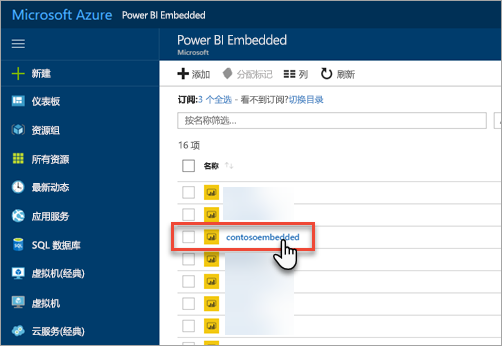 Microsoft Azure Power BI Embedded
Power BI Embedded
Microsoft
添加 分配标记 列 刷新
订阅:3 个全选 - 看不到订阅?切换目录
按名称筛选...
16 项
名称
contosoembedded
新建
仪表板
资源组
所有资源
最新动态
应用服务
SQL 数据库
虚拟机(经典)
虚拟机
云服务(经典)